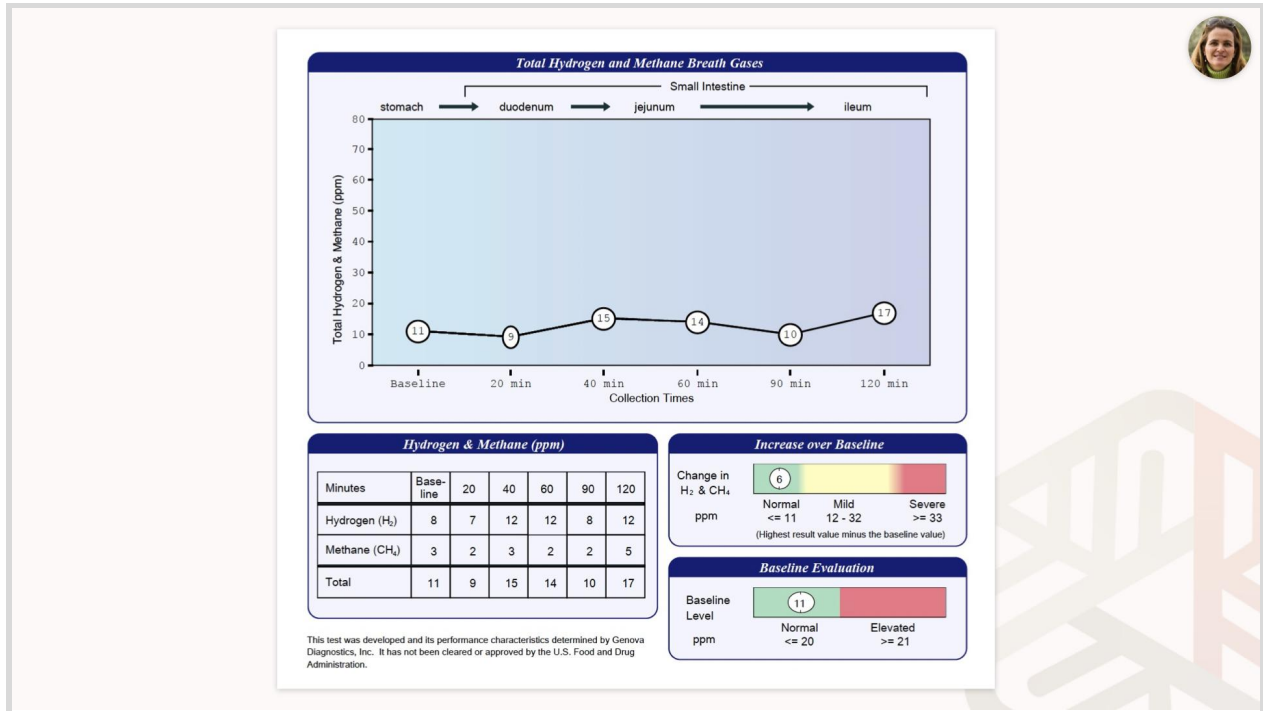 Total Hydrogen and Methane Breath Gases
Small Intestine
stomach duodenum jejunum ileum
Total Hydrogen & Methane (ppm)
80
70
60
50
40
30
20
10
0
11 9 15 14 10 17
Baseline 20 min 40 min 60 min 90 min 120 min
Collection Times
Hydrogen & Methane (ppm)
Minutes Base-line 20 40 60 90 120
Hydrogen (H₂) 8 7 12 12 8 12
Methane (CH₄) 3 2 3 2 2 5
Total 11 9 15 14 10 17
This test was developed and its performance characteristics determined by Genova
Diagnostics, Inc. It has not been cleared or approved by the U.S. Food and Drug
Administration.
Increase over Baseline
Change in
H₂ & CH₄
ppm
6
Normal Mild Severe
<= 11 12 - 32 >= 33
(Highest result value minus the baseline value)
Baseline Evaluation
Baseline
Level
ppm
11
Normal Elevated
<= 20 >= 21